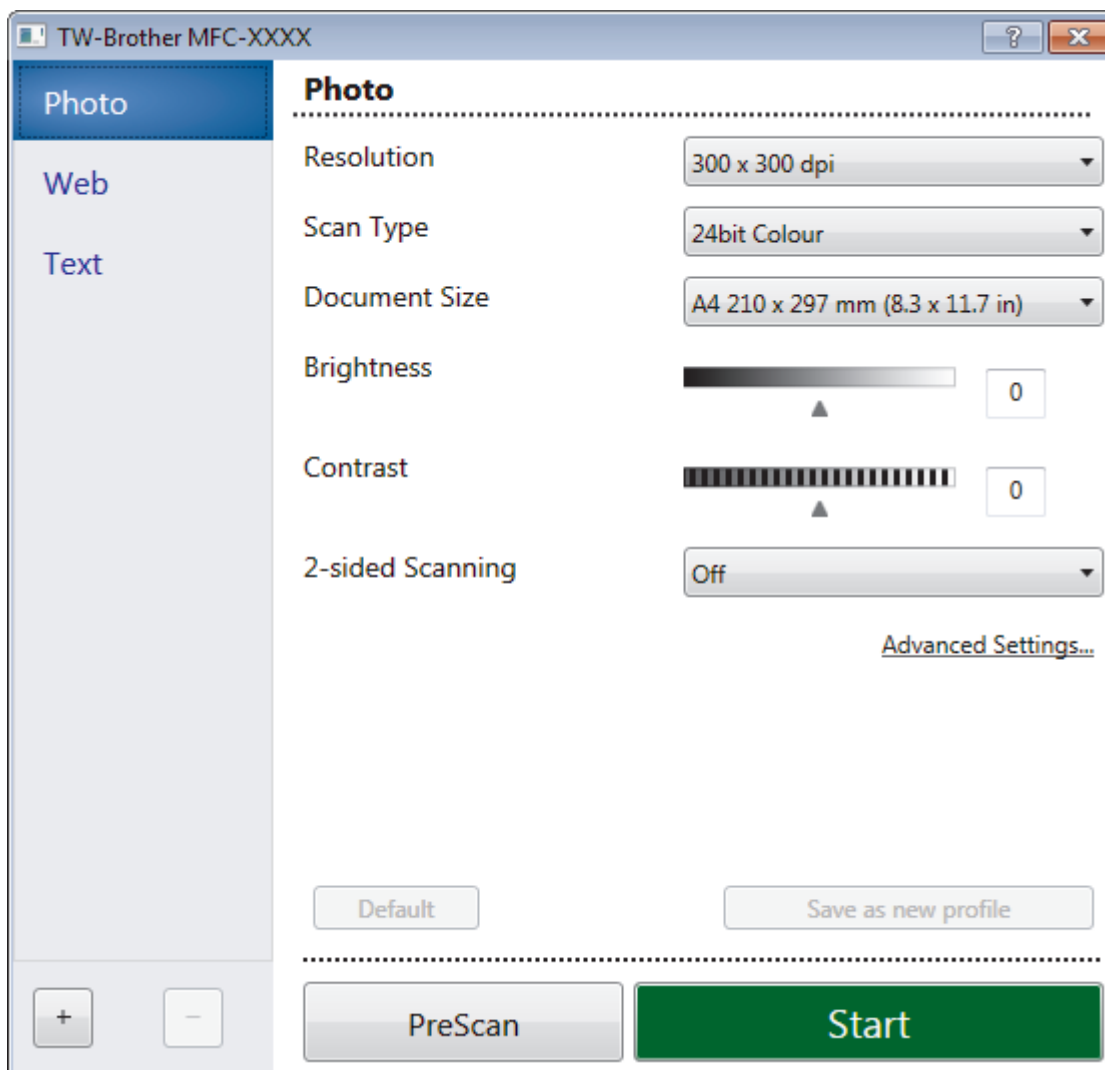 TW-Brother MFC-XXXX
?
Photo
Web
Text
Photo
Resolution
300 x 300 dpi
Scan Type
24bit Colour
Document Size
A4 210 x 297 mm (8.3 x 11.7 in)
Brightness
0
Contrast
0
2-sided Scanning
Off
Advanced Settings...
Default
Save as new profile
+
−
PreScan
Start